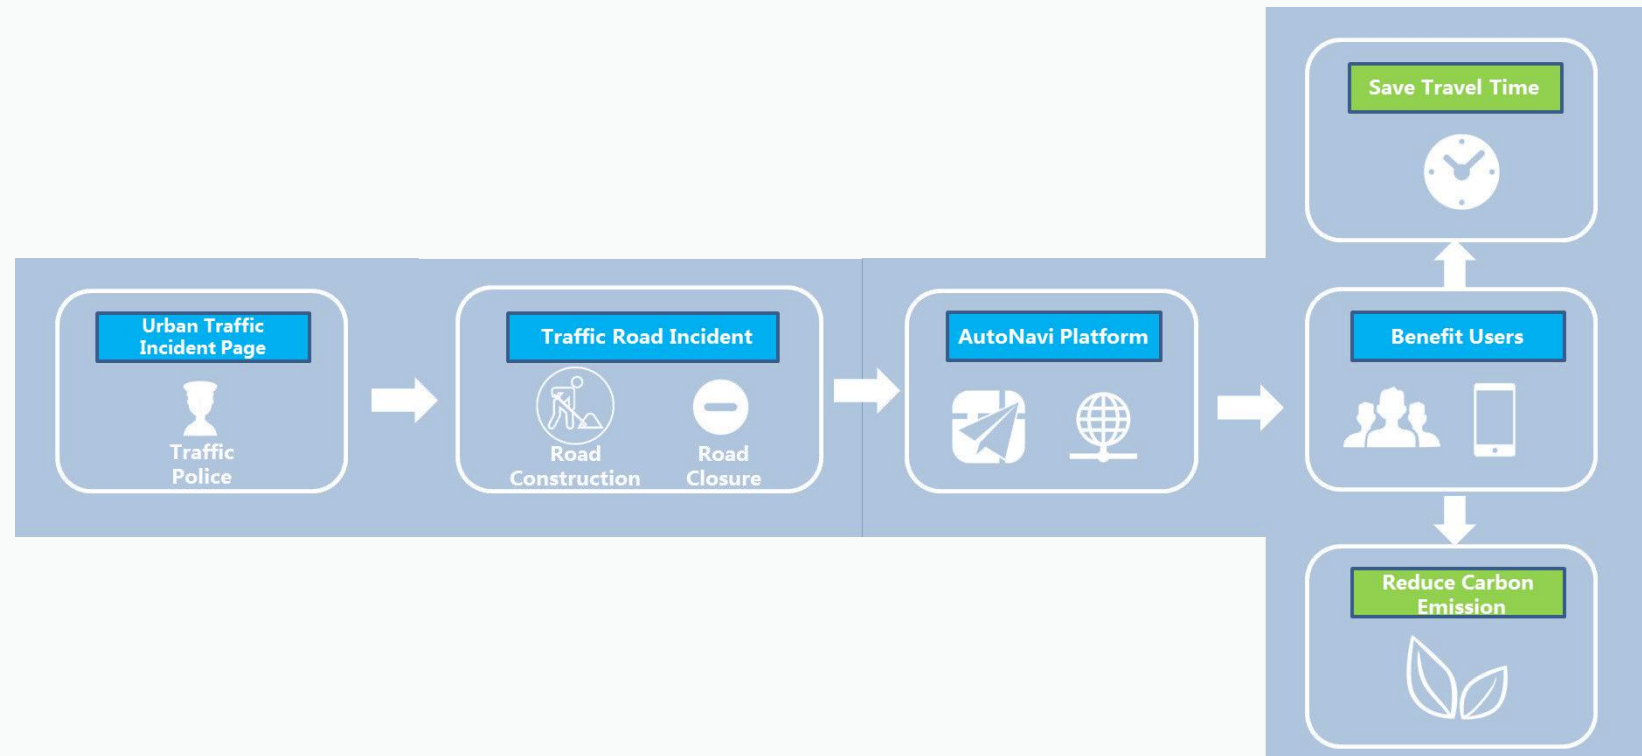 Urban Traffic
Incident Page
Traffic
Police
Traffic Road Incident
Road
Construction
Road
Closure
AutoNavi Platform
Save Travel Time
Benefit Users
Reduce Carbon
Emission